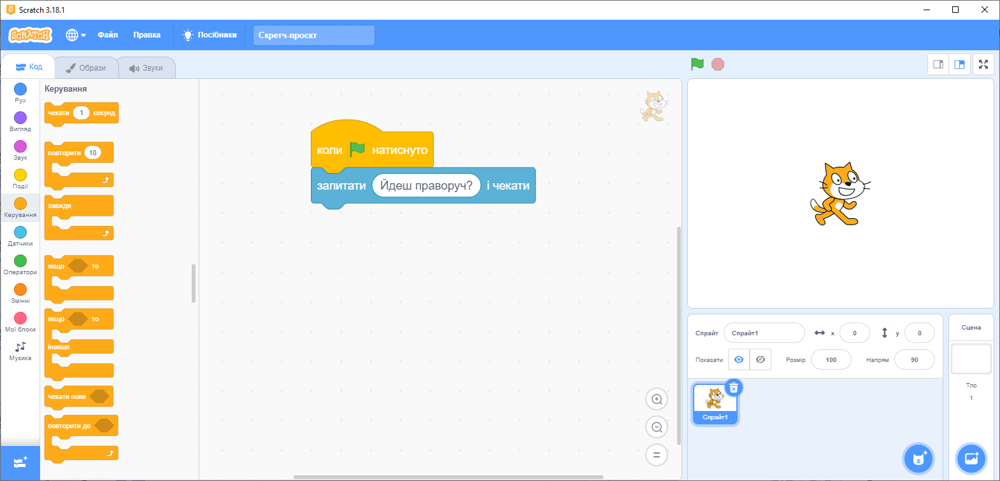 Scratch 3.18.1
SCRATCH
Файл
Правка
Посібники
Скретч-проєкт
Код
Образи
Звуки
Рух
Вигляд
Звук
Події
Керування
Датчики
Оператори
Змінні
Мої блоки
Музика
Керування
чекати 1 секунд
повторити 10
завжди
якщо то
якщо то
інакше
чекати поки
повторити до
коли натиснуто
запитати Йдеш праворуч? і чекати
Спрайт Спрайт1 x 0 y 0
Показати Розмір 100 Напрям 90
Спрайт1
Сцена
Тло
1